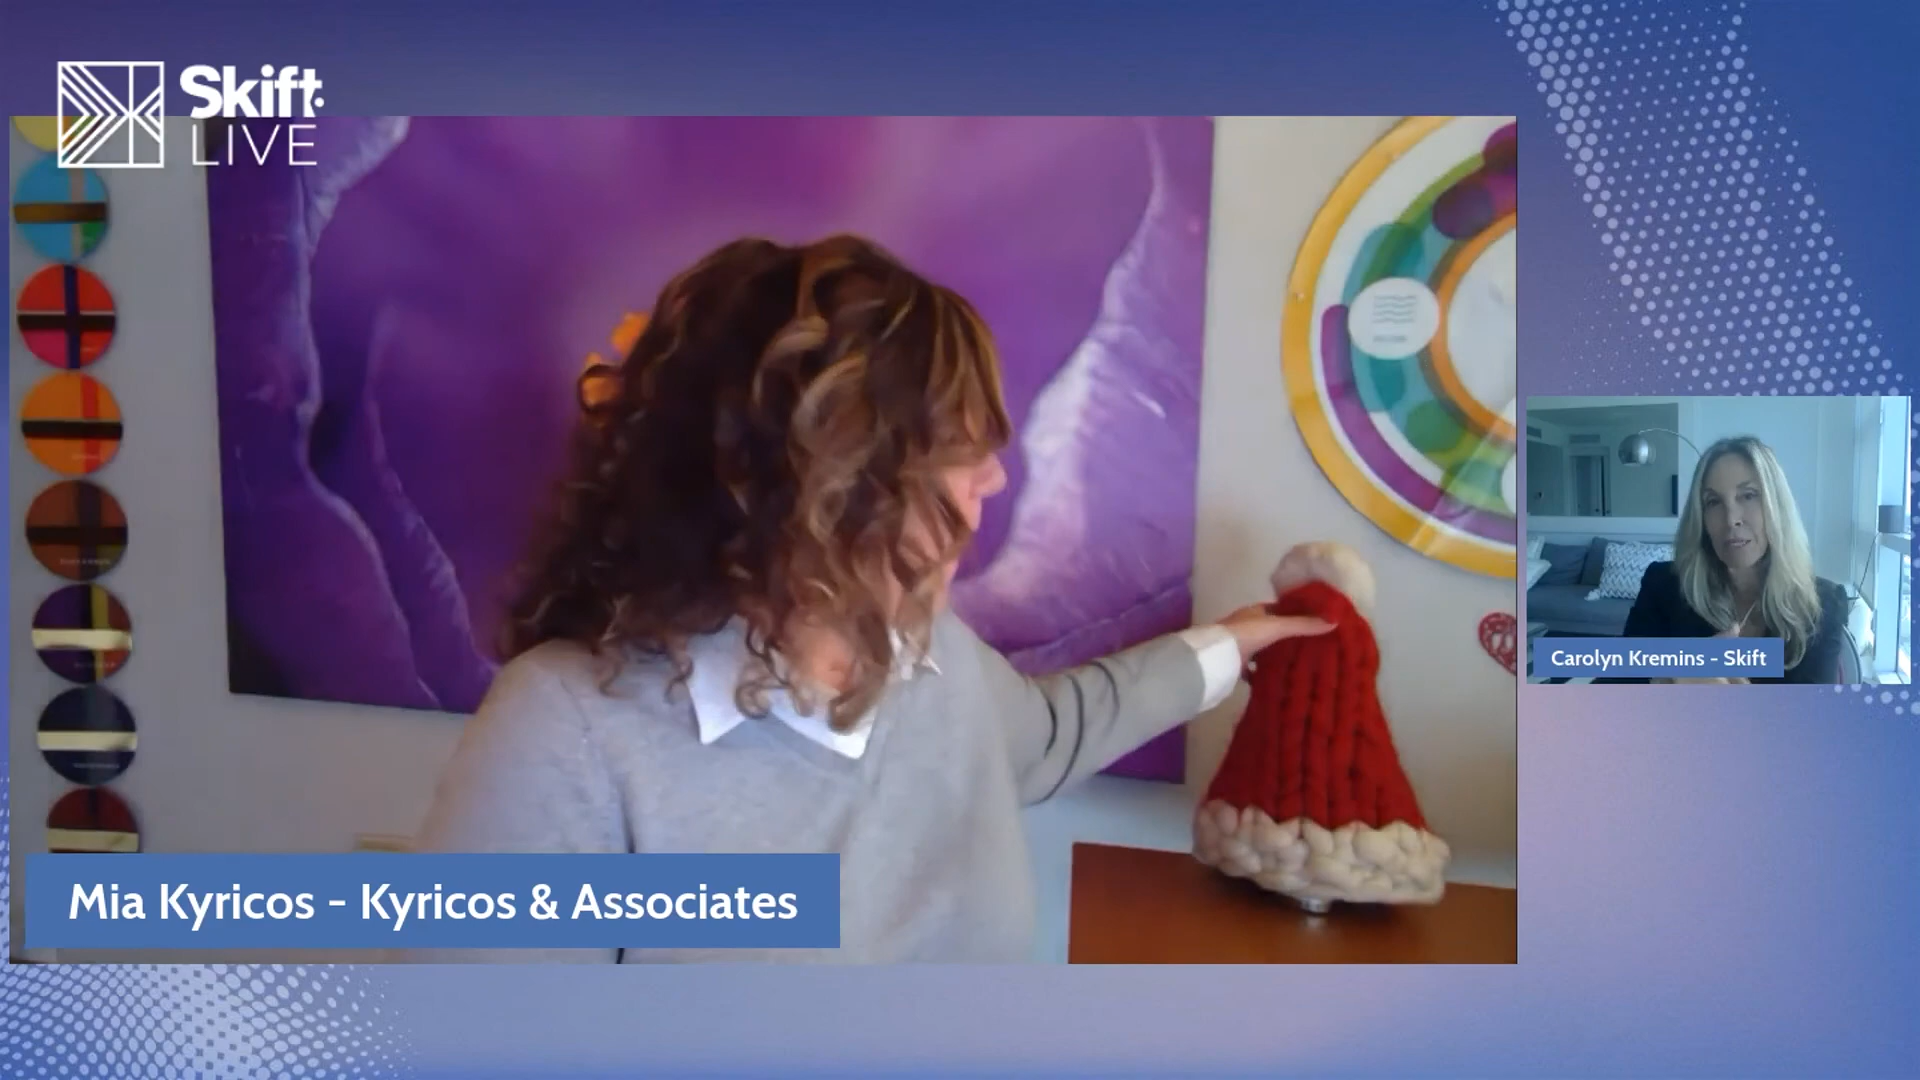 Skift
LIVE
Carolyn Kremins - Skift
Mia Kyricos - Kyricos & Associates